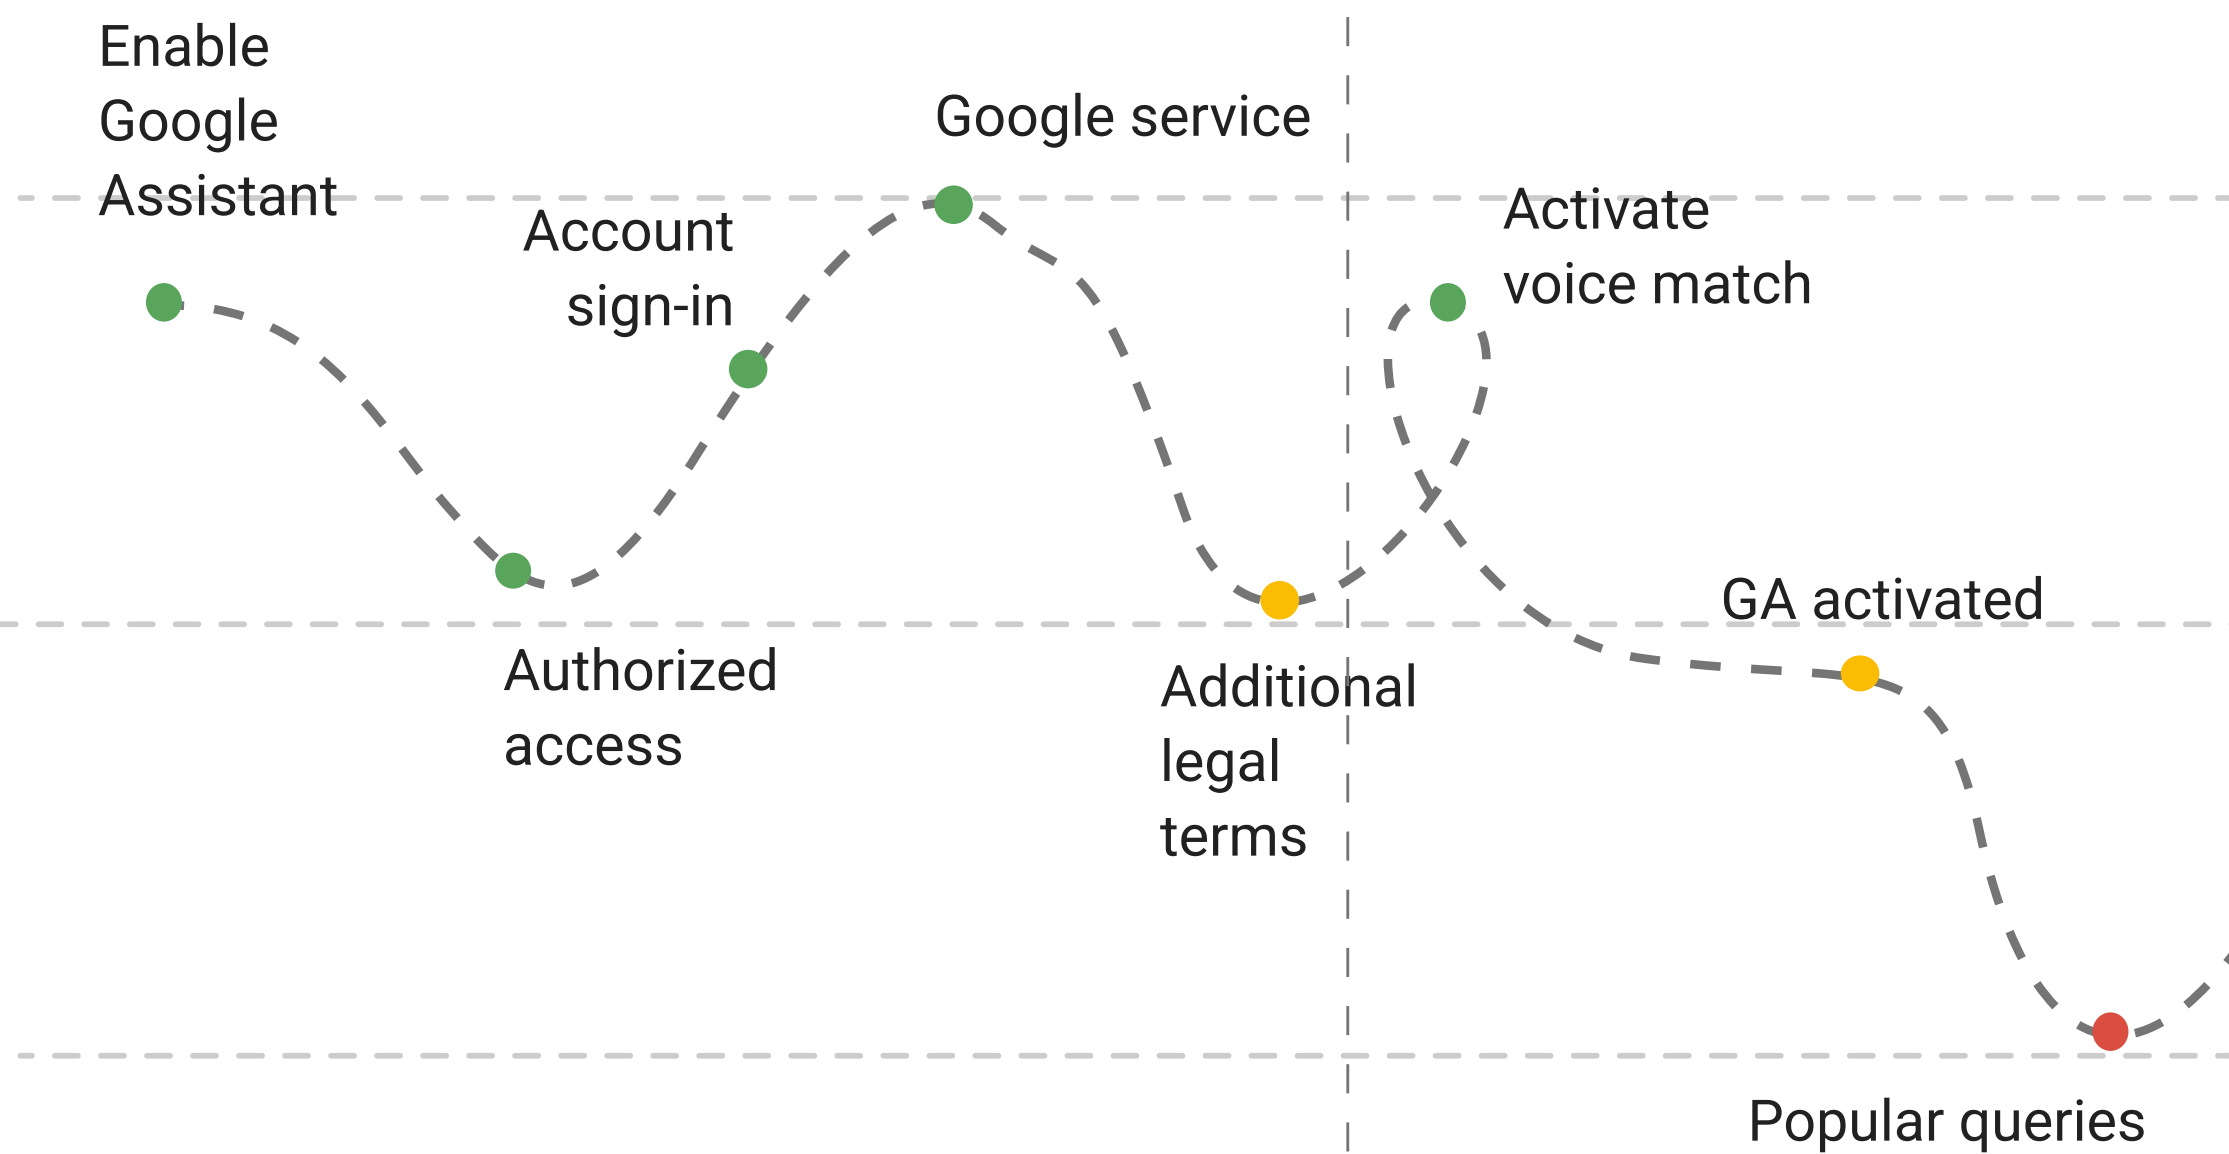 Enable
Google
Assistant
Authorized
access
Account
sign-in
Google service
Additional
legal
terms
Activate
voice match
GA activated
Popular queries